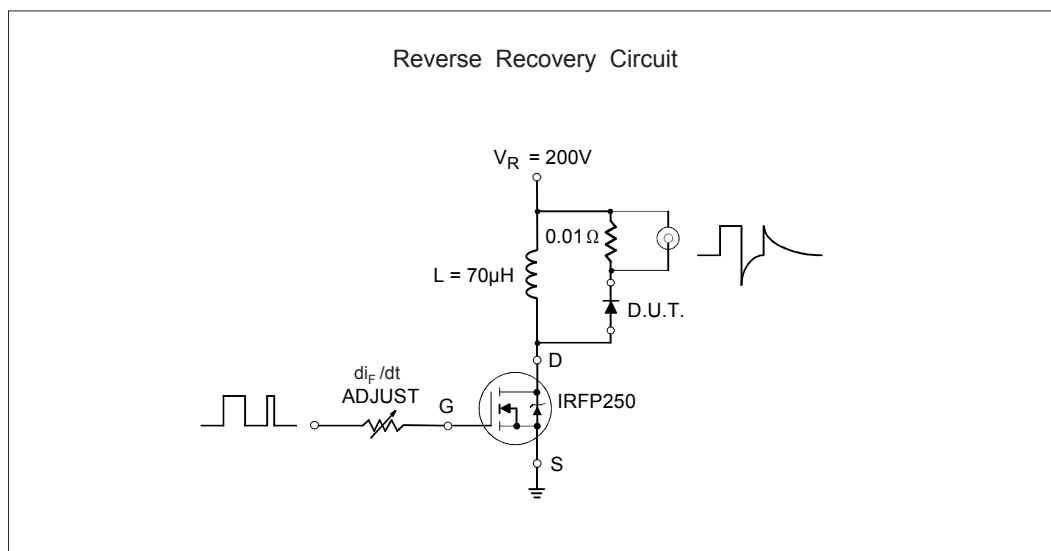 Reverse Recovery Circuit
V_R = 200V
0.01 Ω
L = 70µH
D.U.T.
D
di_F/dt
ADJUST
G
IRFP250
S